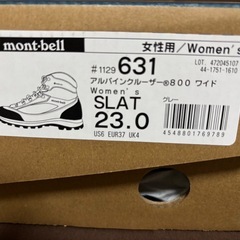 mont-bell
女性用/Women's
#1129 631
LOT. 472045107
44-1751-1610
アルパインクルーザー®800 ワイド
Women's
グレー
SLAT
23.0
US6 EUR37 UK4
4548801769789